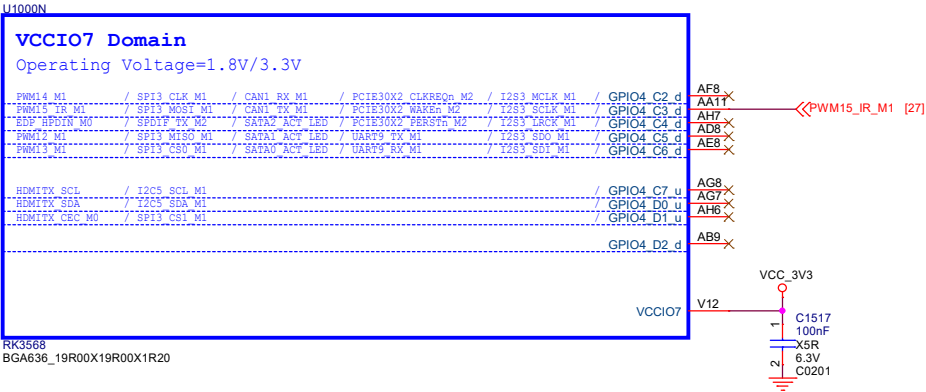 U1000N
VCCIO7 Domain
Operating Voltage=1.8V/3.3V
PWM14_M1 / SPI3_CLK_M1 / CAN1_RX_M1 / PCIE30X2_CLKREQn_M2 / I2S3_MCLK_M1 / GPIO4_C2_d AF8
PWM15_IR_M1 / SPI3_MOSI_M1 / CAN1_TX_M1 / PCIE30X2_WAKEn_M2 / I2S3_SCLK_M1 / GPIO4_C3_d AA11 PWM15_IR_M1 [27]
EDP_HPDIN_M0 / SPDIF_TX_M2 / SATA2_ACT_LED / PCIE30X2_PERSTn_M2 / I2S3_LRCK_M1 / GPIO4_C4_d AH7
PWM12_M1 / SPI3_MISO_M1 / SATA1_ACT_LED / UART9_TX_M1 / I2S3_SDO_M1 / GPIO4_C5_d AD8
PWM13_M1 / SPI3_CS0_M1 / SATA0_ACT_LED / UART9_RX_M1 / I2S3_SDI_M1 / GPIO4_C6_d AE8
HDMITX_SCL / I2C5_SCL_M1 / GPIO4_C7_u AG8
HDMITX_SDA / I2C5_SDA_M1 / GPIO4_D0_u AG7
HDMITX_CEC_M0 / SPI3_CS1_M1 / GPIO4_D1_u AH6
GPIO4_D2_d AB9
VCC_3V3
VCCIO7 V12
1 C1517
100nF
X5R
6.3V
2 C0201
RK3568
BGA636_19R00X19R00X1R20